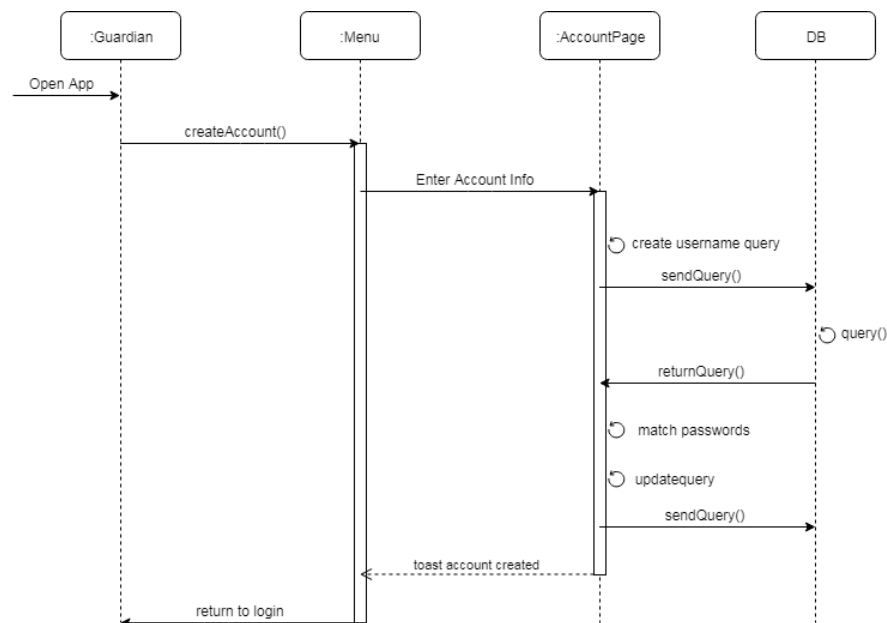 :Guardian
:Menu
:AccountPage
DB
Open App
createAccount()
Enter Account Info
create username query
sendQuery()
query()
returnQuery()
match passwords
updatequery
sendQuery()
toast account created
return to login